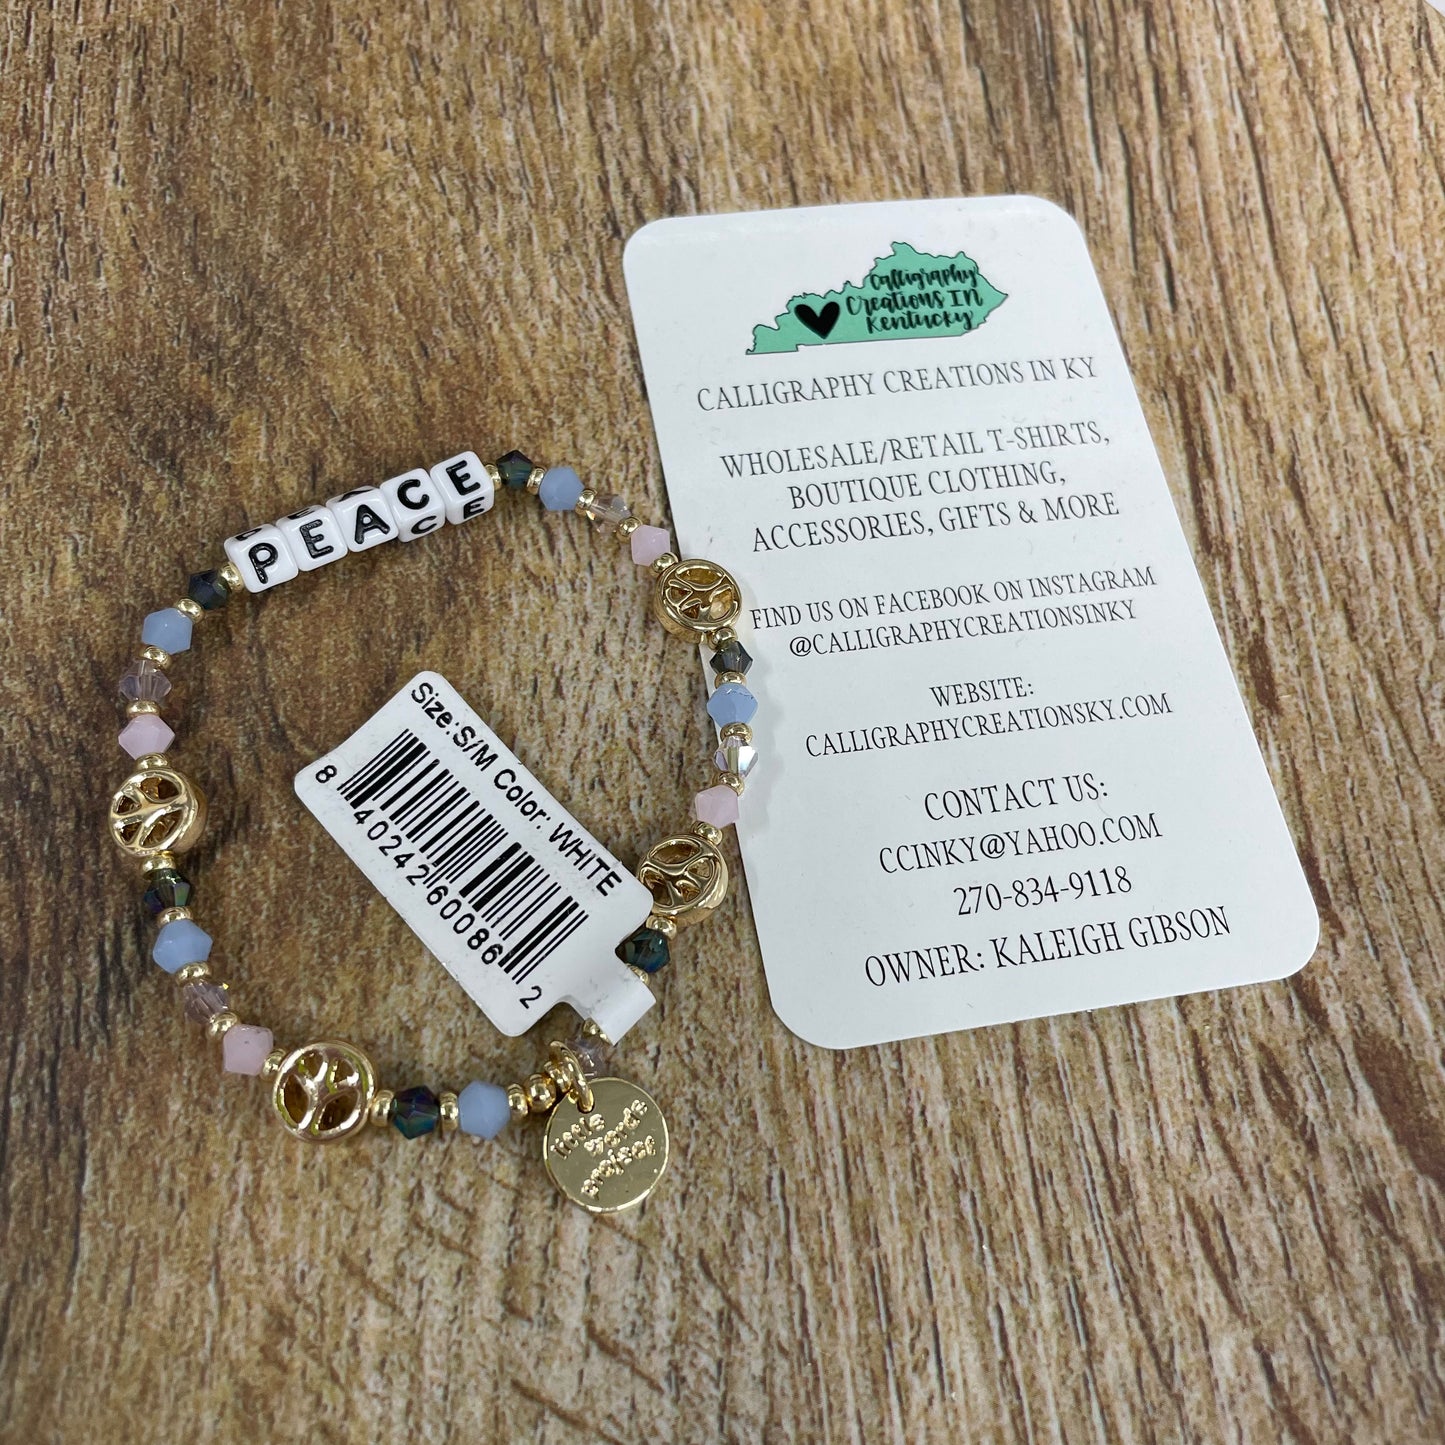 PEACE
Size: S/M Color: WHITE
8 40242 60086 2
little
words
project
Calligraphy
Creations IN
Kentucky
CALLIGRAPHY CREATIONS IN KY
WHOLESALE/RETAIL T-SHIRTS,
BOUTIQUE CLOTHING,
ACCESSORIES, GIFTS & MORE
FIND US ON FACEBOOK ON INSTAGRAM
@CALLIGRAPHYCREATIONSINKY
WEBSITE:
CALLIGRAPHYCREATIONSKY.COM
CONTACT US:
CCINKY@YAHOO.COM
270-834-9118
OWNER: KALEIGH GIBSON